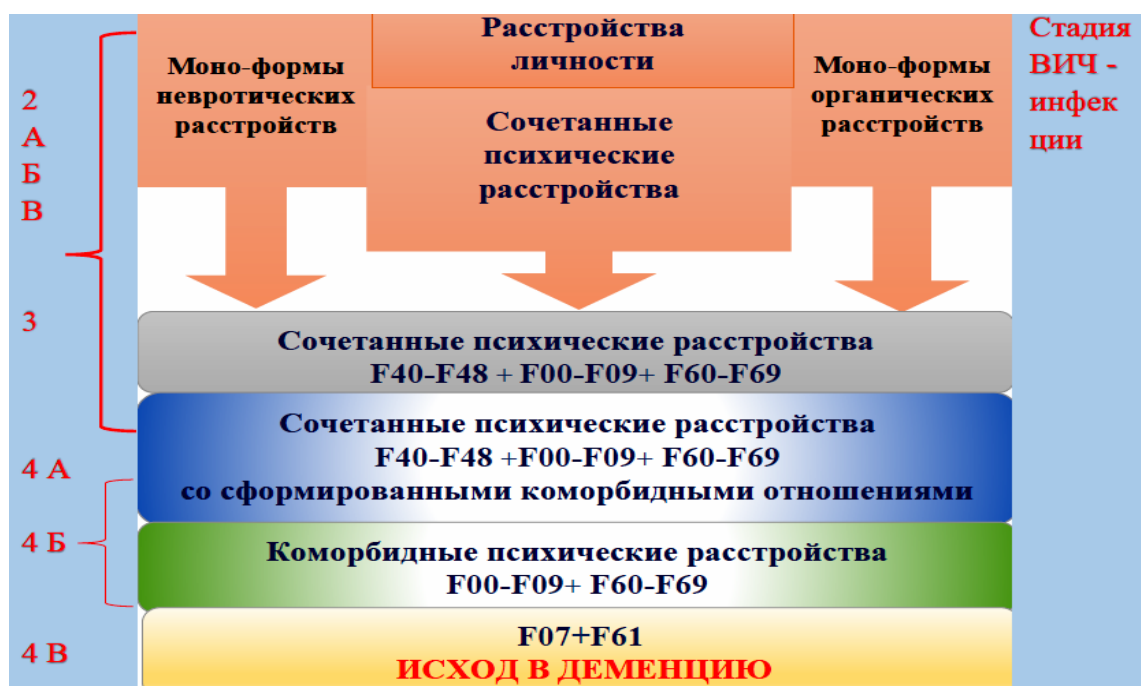 Расстройства
личности
Моно-формы
невротических
расстройств
Сочетанные
психические
расстройства
Моно-формы
органических
расстройств
Стадия
ВИЧ -
инфек
ции
2
А
Б
В
3
Сочетанные психические расстройства
F40-F48 + F00-F09+ F60-F69
4 А
Сочетанные психические расстройства
F40-F48 +F00-F09+ F60-F69
со сформированными коморбидными отношениями
4 Б
Коморбидные психические расстройства
F00-F09+ F60-F69
4 В
F07+F61
ИСХОД В ДЕМЕНЦИЮ